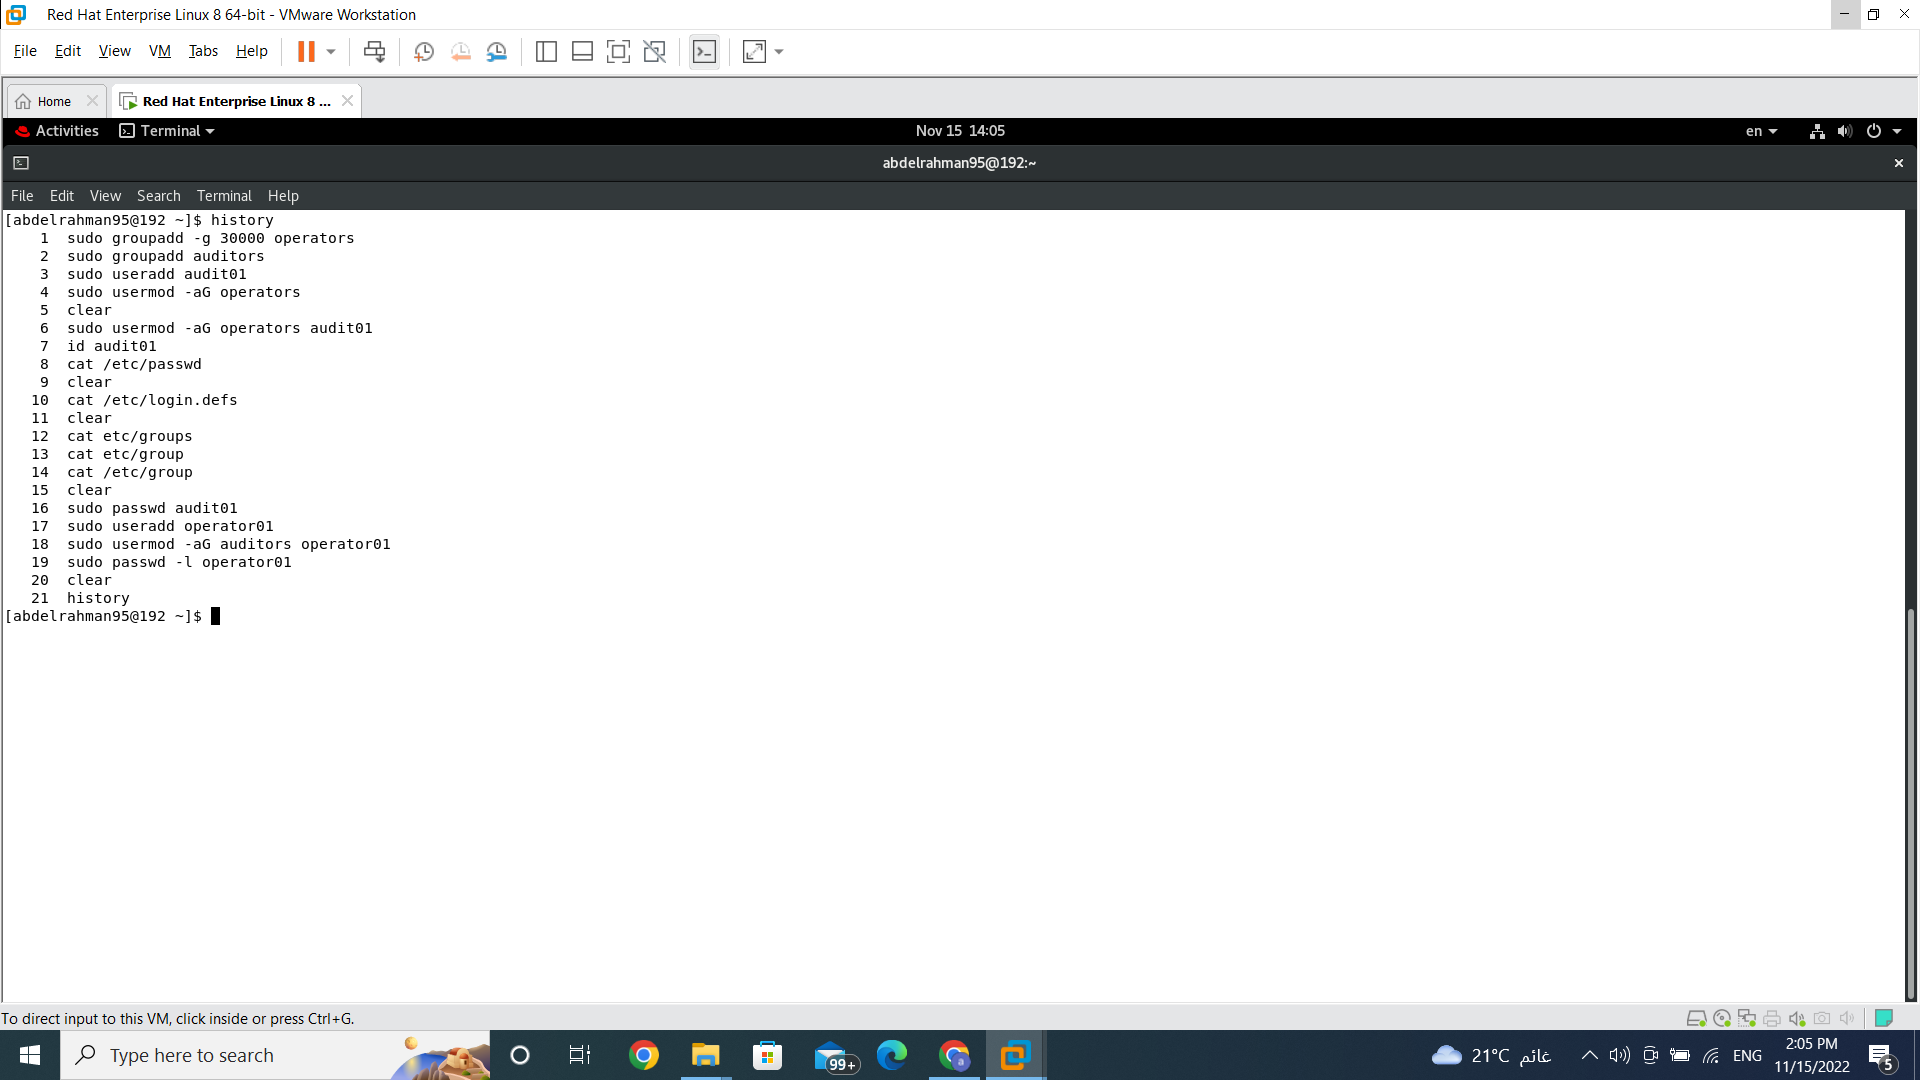 Red Hat Enterprise Linux 8 64-bit - VMware Workstation
File Edit View VM Tabs Help
Home Red Hat Enterprise Linux 8 ...
Activities Terminal Nov 15 14:05 en
abdelrahman95@192:~
File Edit View Search Terminal Help
[abdelrahman95@192 ~]$ history
1 sudo groupadd -g 30000 operators
2 sudo groupadd auditors
3 sudo useradd audit01
4 sudo usermod -aG operators
5 clear
6 sudo usermod -aG operators audit01
7 id audit01
8 cat /etc/passwd
9 clear
10 cat /etc/login.defs
11 clear
12 cat etc/groups
13 cat etc/group
14 cat /etc/group
15 clear
16 sudo passwd audit01
17 sudo useradd operator01
18 sudo usermod -aG auditors operator01
19 sudo passwd -l operator01
20 clear
21 history
[abdelrahman95@192 ~]$
To direct input to this VM, click inside or press Ctrl+G.
Type here to search 99+ a 21°C غائم ENG 2:05 PM
11/15/2022 5